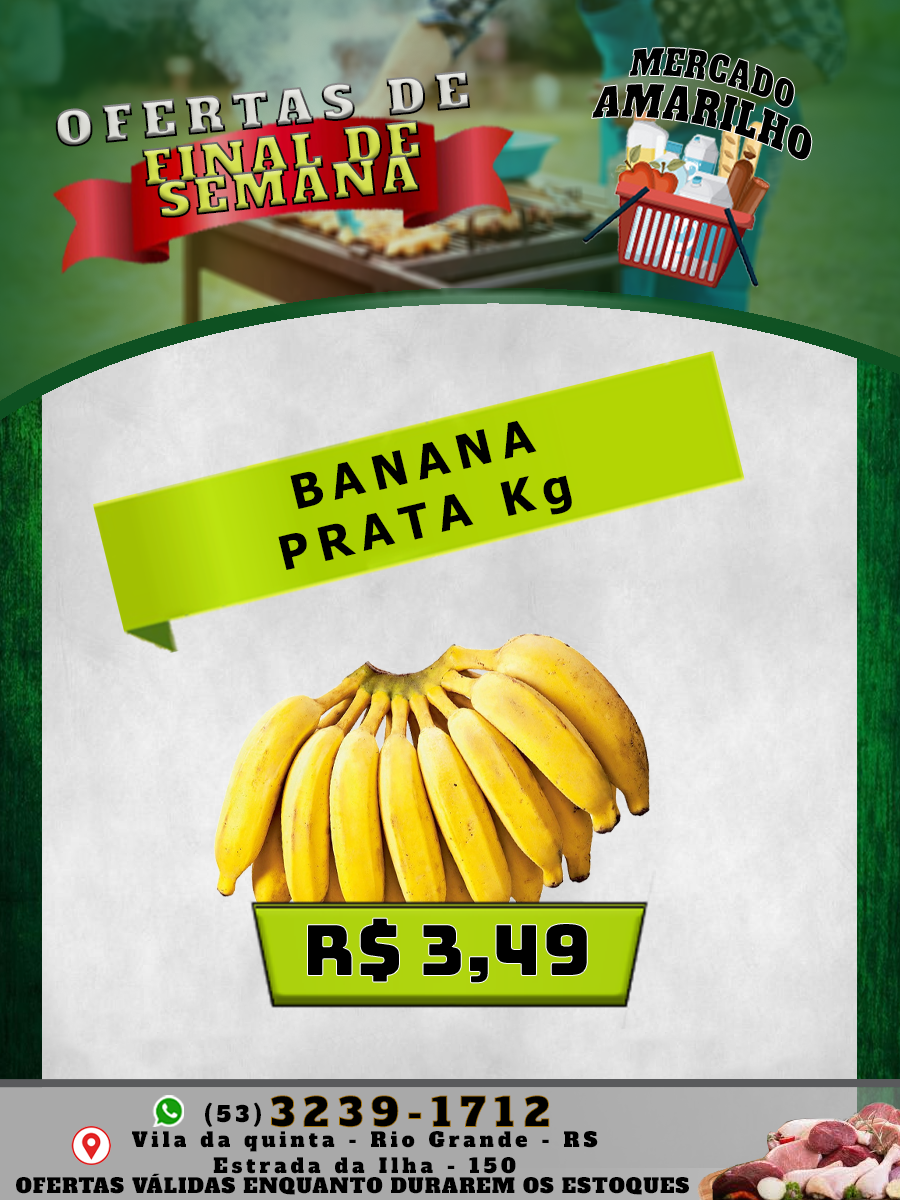 OFERTAS DE
FINAL DE
SEMANA
MERCADO
AMARILHO
BANANA
PRATA Kg
R$ 3,49
(53) 3239-1712
Vila da quinta - Rio Grande - RS
Estrada da Ilha - 150
OFERTAS VÁLIDAS ENQUANTO DURAREM OS ESTOQUES